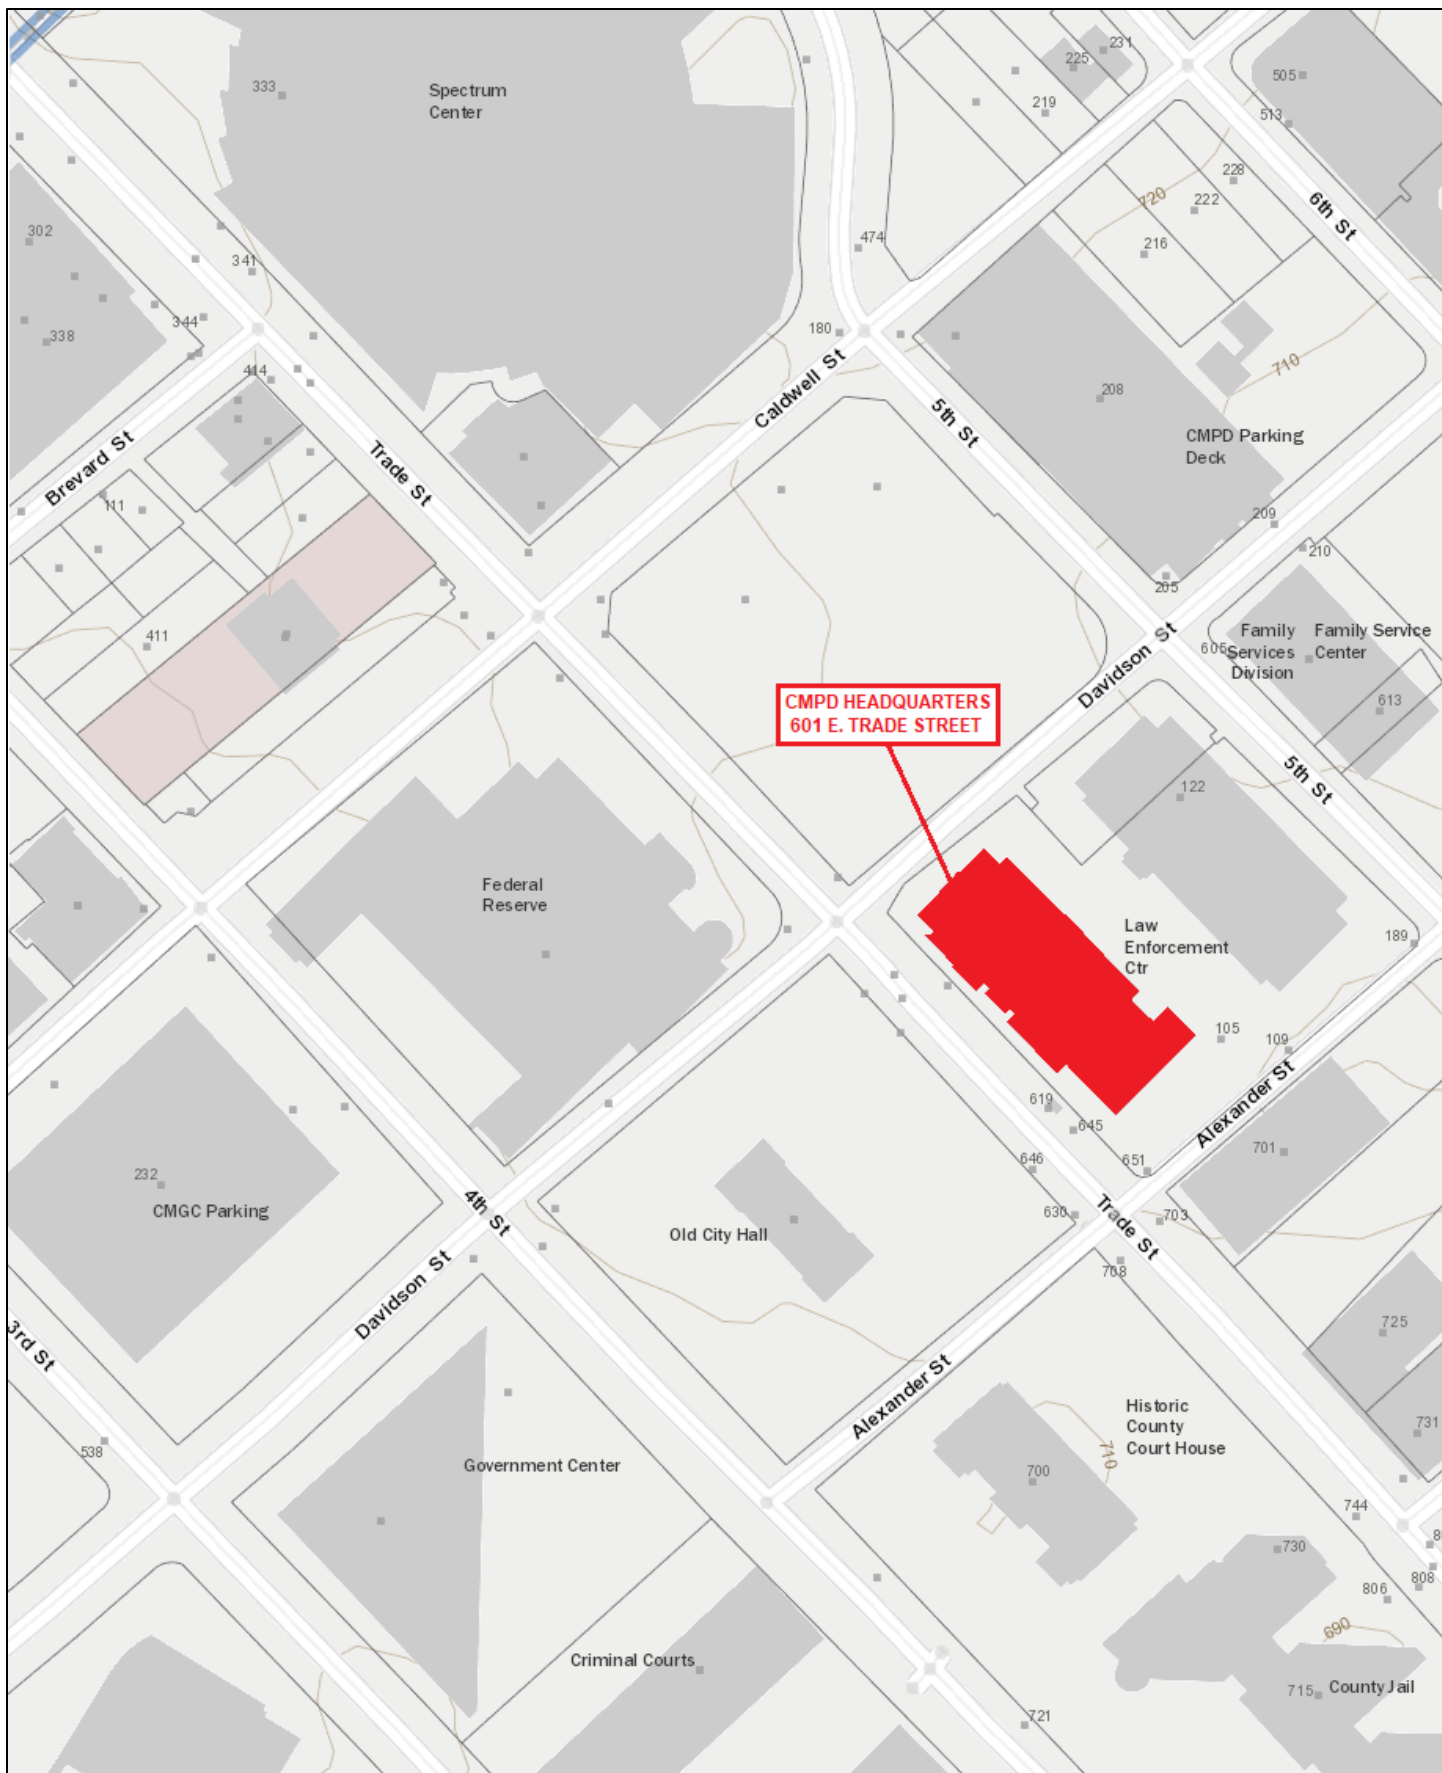 231
225
505
333
Spectrum
Center
219
513
228
720
222
6th St
302
474
216
341
344
180
338
710
414
Caldwell St
208
5th St
CMPD Parking
Deck
Brevard St
Trade St
111
209
210
205
411
605
Family
Services
Division
Family Service
Center
Davidson St
CMPD HEADQUARTERS
601 E. TRADE STREET
613
5th St
122
Federal
Reserve
Law
Enforcement
Ctr
189
105
109
619
645
Alexander St
701
646
651
232
CMGC Parking
4th St
630
703
Trade St
Old City Hall
708
Davidson St
3rd St
725
Alexander St
Historic
County
Court House
731
538
710
Government Center
700
744
730
808
806
690
Criminal Courts
715
County Jail
721